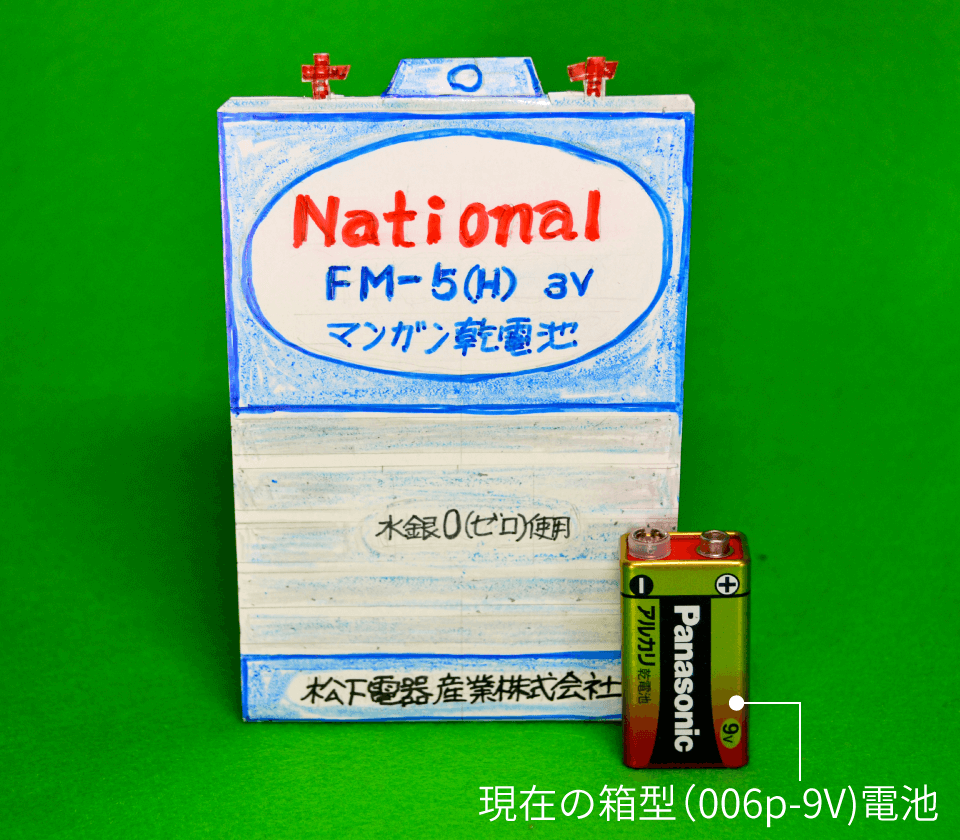 National
FM-5(H) 3V
マンガン乾電池
水銀0(ゼロ)使用
松下電器産業株式会社
Panasonic
アルカリ乾電池
9V
現在の箱型(006p-9V)電池